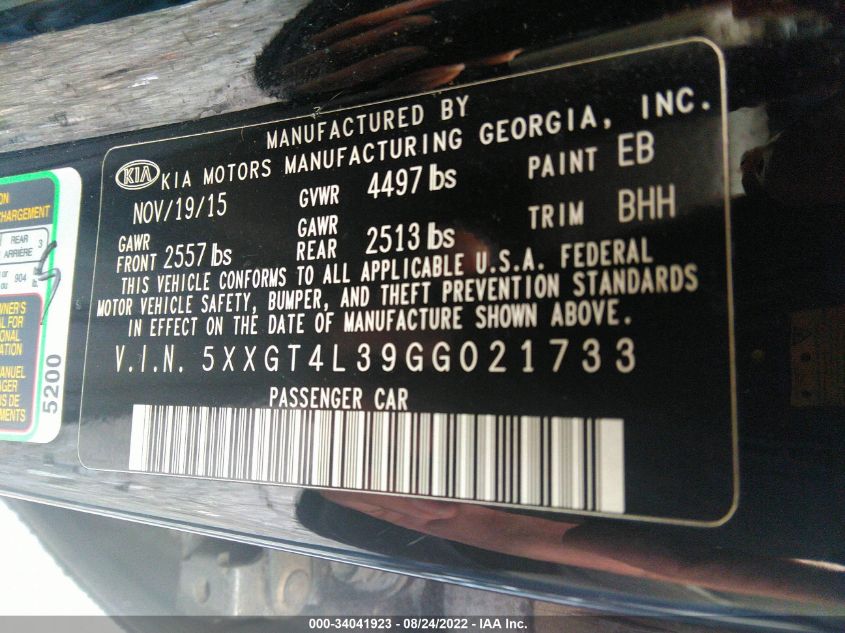 MANUFACTURED BY
KIA KIA MOTORS MANUFACTURING GEORGIA, INC.
NOV/19/15 GVWR 4497 lbs PAINT EB
GAWR FRONT 2557 lbs GAWR REAR 2513 lbs TRIM BHH
THIS VEHICLE CONFORMS TO ALL APPLICABLE U.S.A. FEDERAL
MOTOR VEHICLE SAFETY, BUMPER, AND THEFT PREVENTION STANDARDS
IN EFFECT ON THE DATE OF MANUFACTURE SHOWN ABOVE.
V.I.N. 5XXGT4L39GG021733
PASSENGER CAR
CHARGEMENT
REAR 3
ARRIÈRE
904
5200
000-34041923 - 08/24/2022 - IAA Inc.